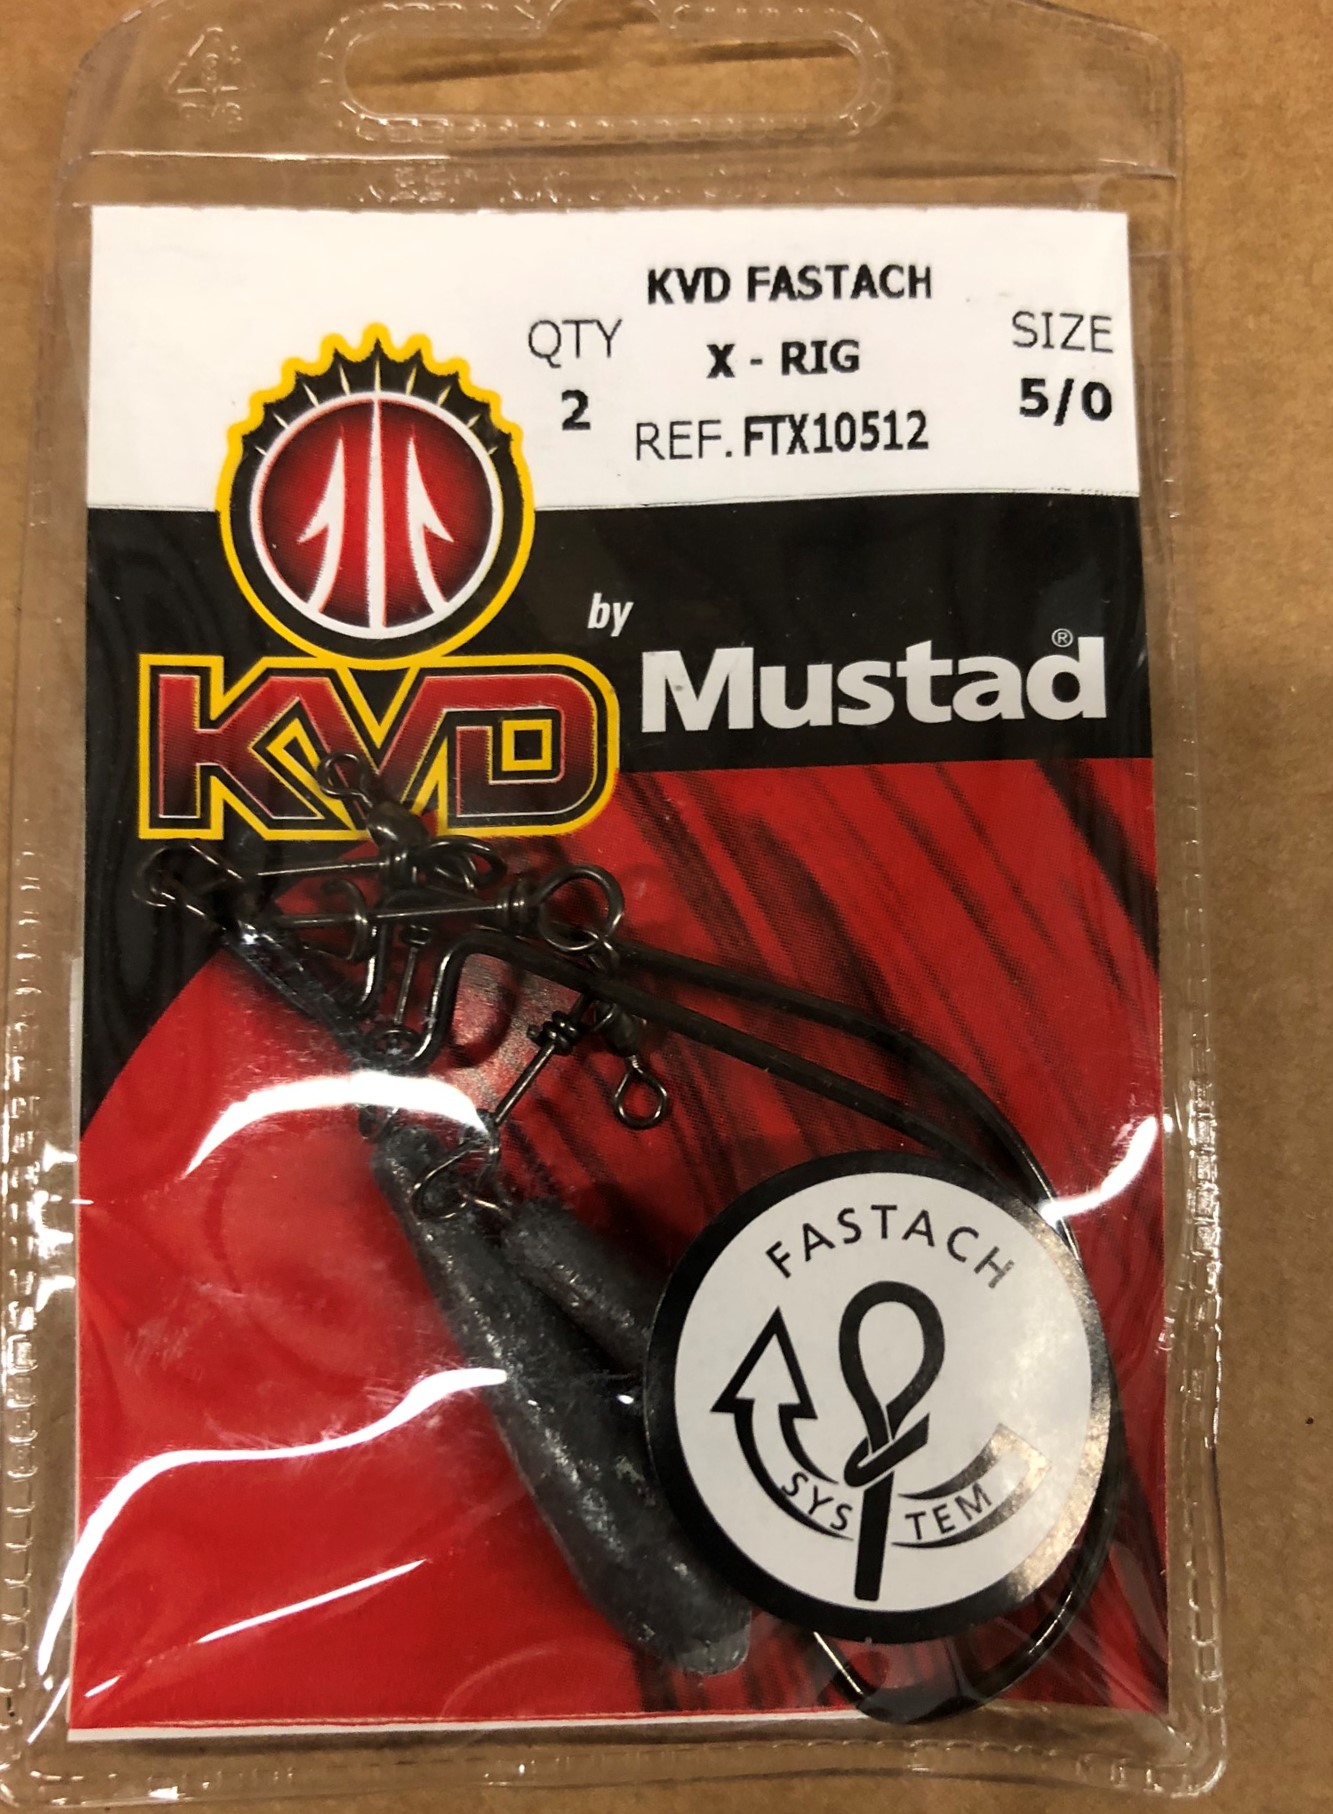 KVD FASTACH
QTY
X - RIG
SIZE
2
REF. FTX10512
5/0
by
Mustad®
KVD
FASTACH
SYSTEM